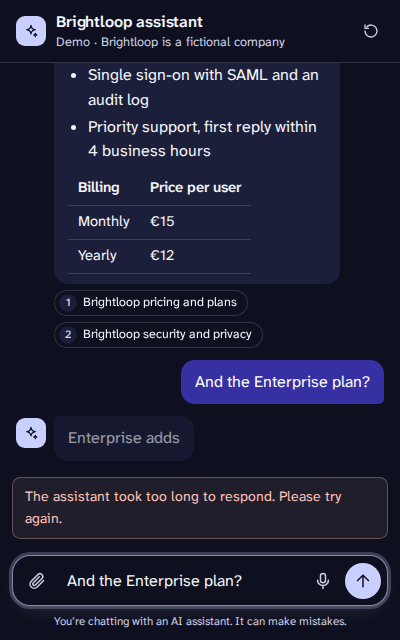 Brightloop assistant
Demo · Brightloop is a fictional company
Single sign-on with SAML and an
audit log
Priority support, first reply within
4 business hours
Billing Price per user
Monthly €15
Yearly €12
1 Brightloop pricing and plans
2 Brightloop security and privacy
And the Enterprise plan?
Enterprise adds
The assistant took too long to respond. Please try
again.
And the Enterprise plan?
You're chatting with an AI assistant. It can make mistakes.